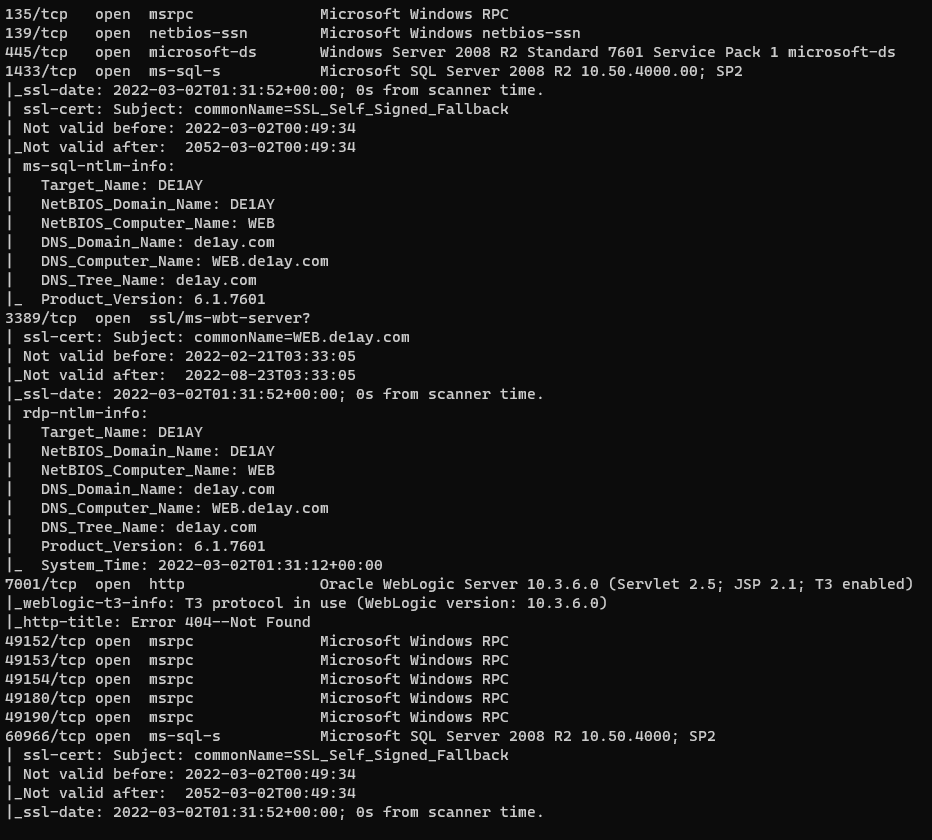 135/tcp   open  msrpc              Microsoft Windows RPC
139/tcp   open  netbios-ssn        Microsoft Windows netbios-ssn
445/tcp   open  microsoft-ds       Windows Server 2008 R2 Standard 7601 Service Pack 1 microsoft-ds
1433/tcp  open  ms-sql-s           Microsoft SQL Server 2008 R2 10.50.4000.00; SP2
|_ssl-date: 2022-03-02T01:31:52+00:00; 0s from scanner time.
| ssl-cert: Subject: commonName=SSL_Self_Signed_Fallback
| Not valid before: 2022-03-02T00:49:34
|_Not valid after:  2052-03-02T00:49:34
| ms-sql-ntlm-info:
|   Target_Name: DE1AY
|   NetBIOS_Domain_Name: DE1AY
|   NetBIOS_Computer_Name: WEB
|   DNS_Domain_Name: de1ay.com
|   DNS_Computer_Name: WEB.de1ay.com
|   DNS_Tree_Name: de1ay.com
|_  Product_Version: 6.1.7601
3389/tcp  open  ssl/ms-wbt-server?
| ssl-cert: Subject: commonName=WEB.de1ay.com
| Not valid before: 2022-02-21T03:33:05
|_Not valid after:  2022-08-23T03:33:05
|_ssl-date: 2022-03-02T01:31:52+00:00; 0s from scanner time.
| rdp-ntlm-info:
|   Target_Name: DE1AY
|   NetBIOS_Domain_Name: DE1AY
|   NetBIOS_Computer_Name: WEB
|   DNS_Domain_Name: de1ay.com
|   DNS_Computer_Name: WEB.de1ay.com
|   DNS_Tree_Name: de1ay.com
|   Product_Version: 6.1.7601
|_  System_Time: 2022-03-02T01:31:12+00:00
7001/tcp  open  http               Oracle WebLogic Server 10.3.6.0 (Servlet 2.5; JSP 2.1; T3 enabled)
|_weblogic-t3-info: T3 protocol in use (WebLogic version: 10.3.6.0)
|_http-title: Error 404--Not Found
49152/tcp open  msrpc              Microsoft Windows RPC
49153/tcp open  msrpc              Microsoft Windows RPC
49154/tcp open  msrpc              Microsoft Windows RPC
49180/tcp open  msrpc              Microsoft Windows RPC
49190/tcp open  msrpc              Microsoft Windows RPC
60966/tcp open  ms-sql-s           Microsoft SQL Server 2008 R2 10.50.4000; SP2
| ssl-cert: Subject: commonName=SSL_Self_Signed_Fallback
| Not valid before: 2022-03-02T00:49:34
|_Not valid after:  2052-03-02T00:49:34
|_ssl-date: 2022-03-02T01:31:52+00:00; 0s from scanner time.